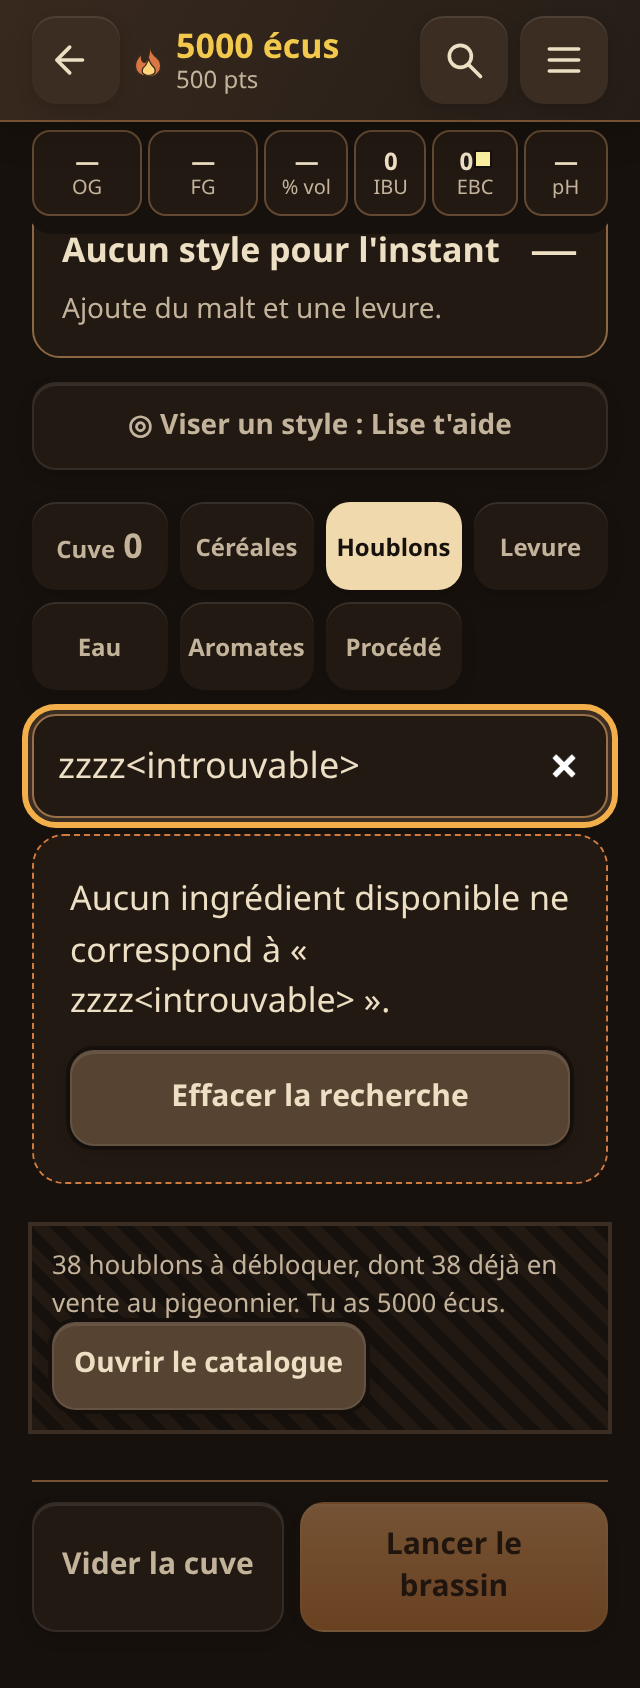 5000 écus
500 pts
— — — 0 0 —
OG FG % vol IBU EBC pH
Aucun style pour l'instant —
Ajoute du malt et une levure.
◎ Viser un style : Lise t'aide
Cuve 0 Céréales Houblons Levure
Eau Aromates Procédé
zzzz<introuvable> ×
Aucun ingrédient disponible ne
correspond à «
zzzz<introuvable> ».
Effacer la recherche
38 houblons à débloquer, dont 38 déjà en
vente au pigeonnier. Tu as 5000 écus.
Ouvrir le catalogue
Vider la cuve
Lancer le
brassin